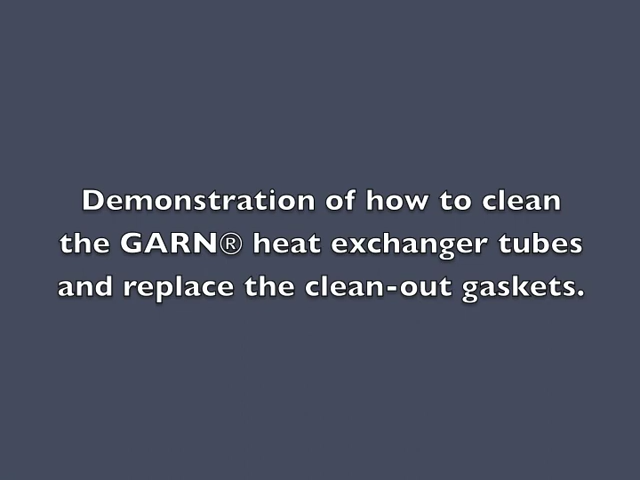 Demonstration of how to clean
the GARN® heat exchanger tubes
and replace the clean-out gaskets.